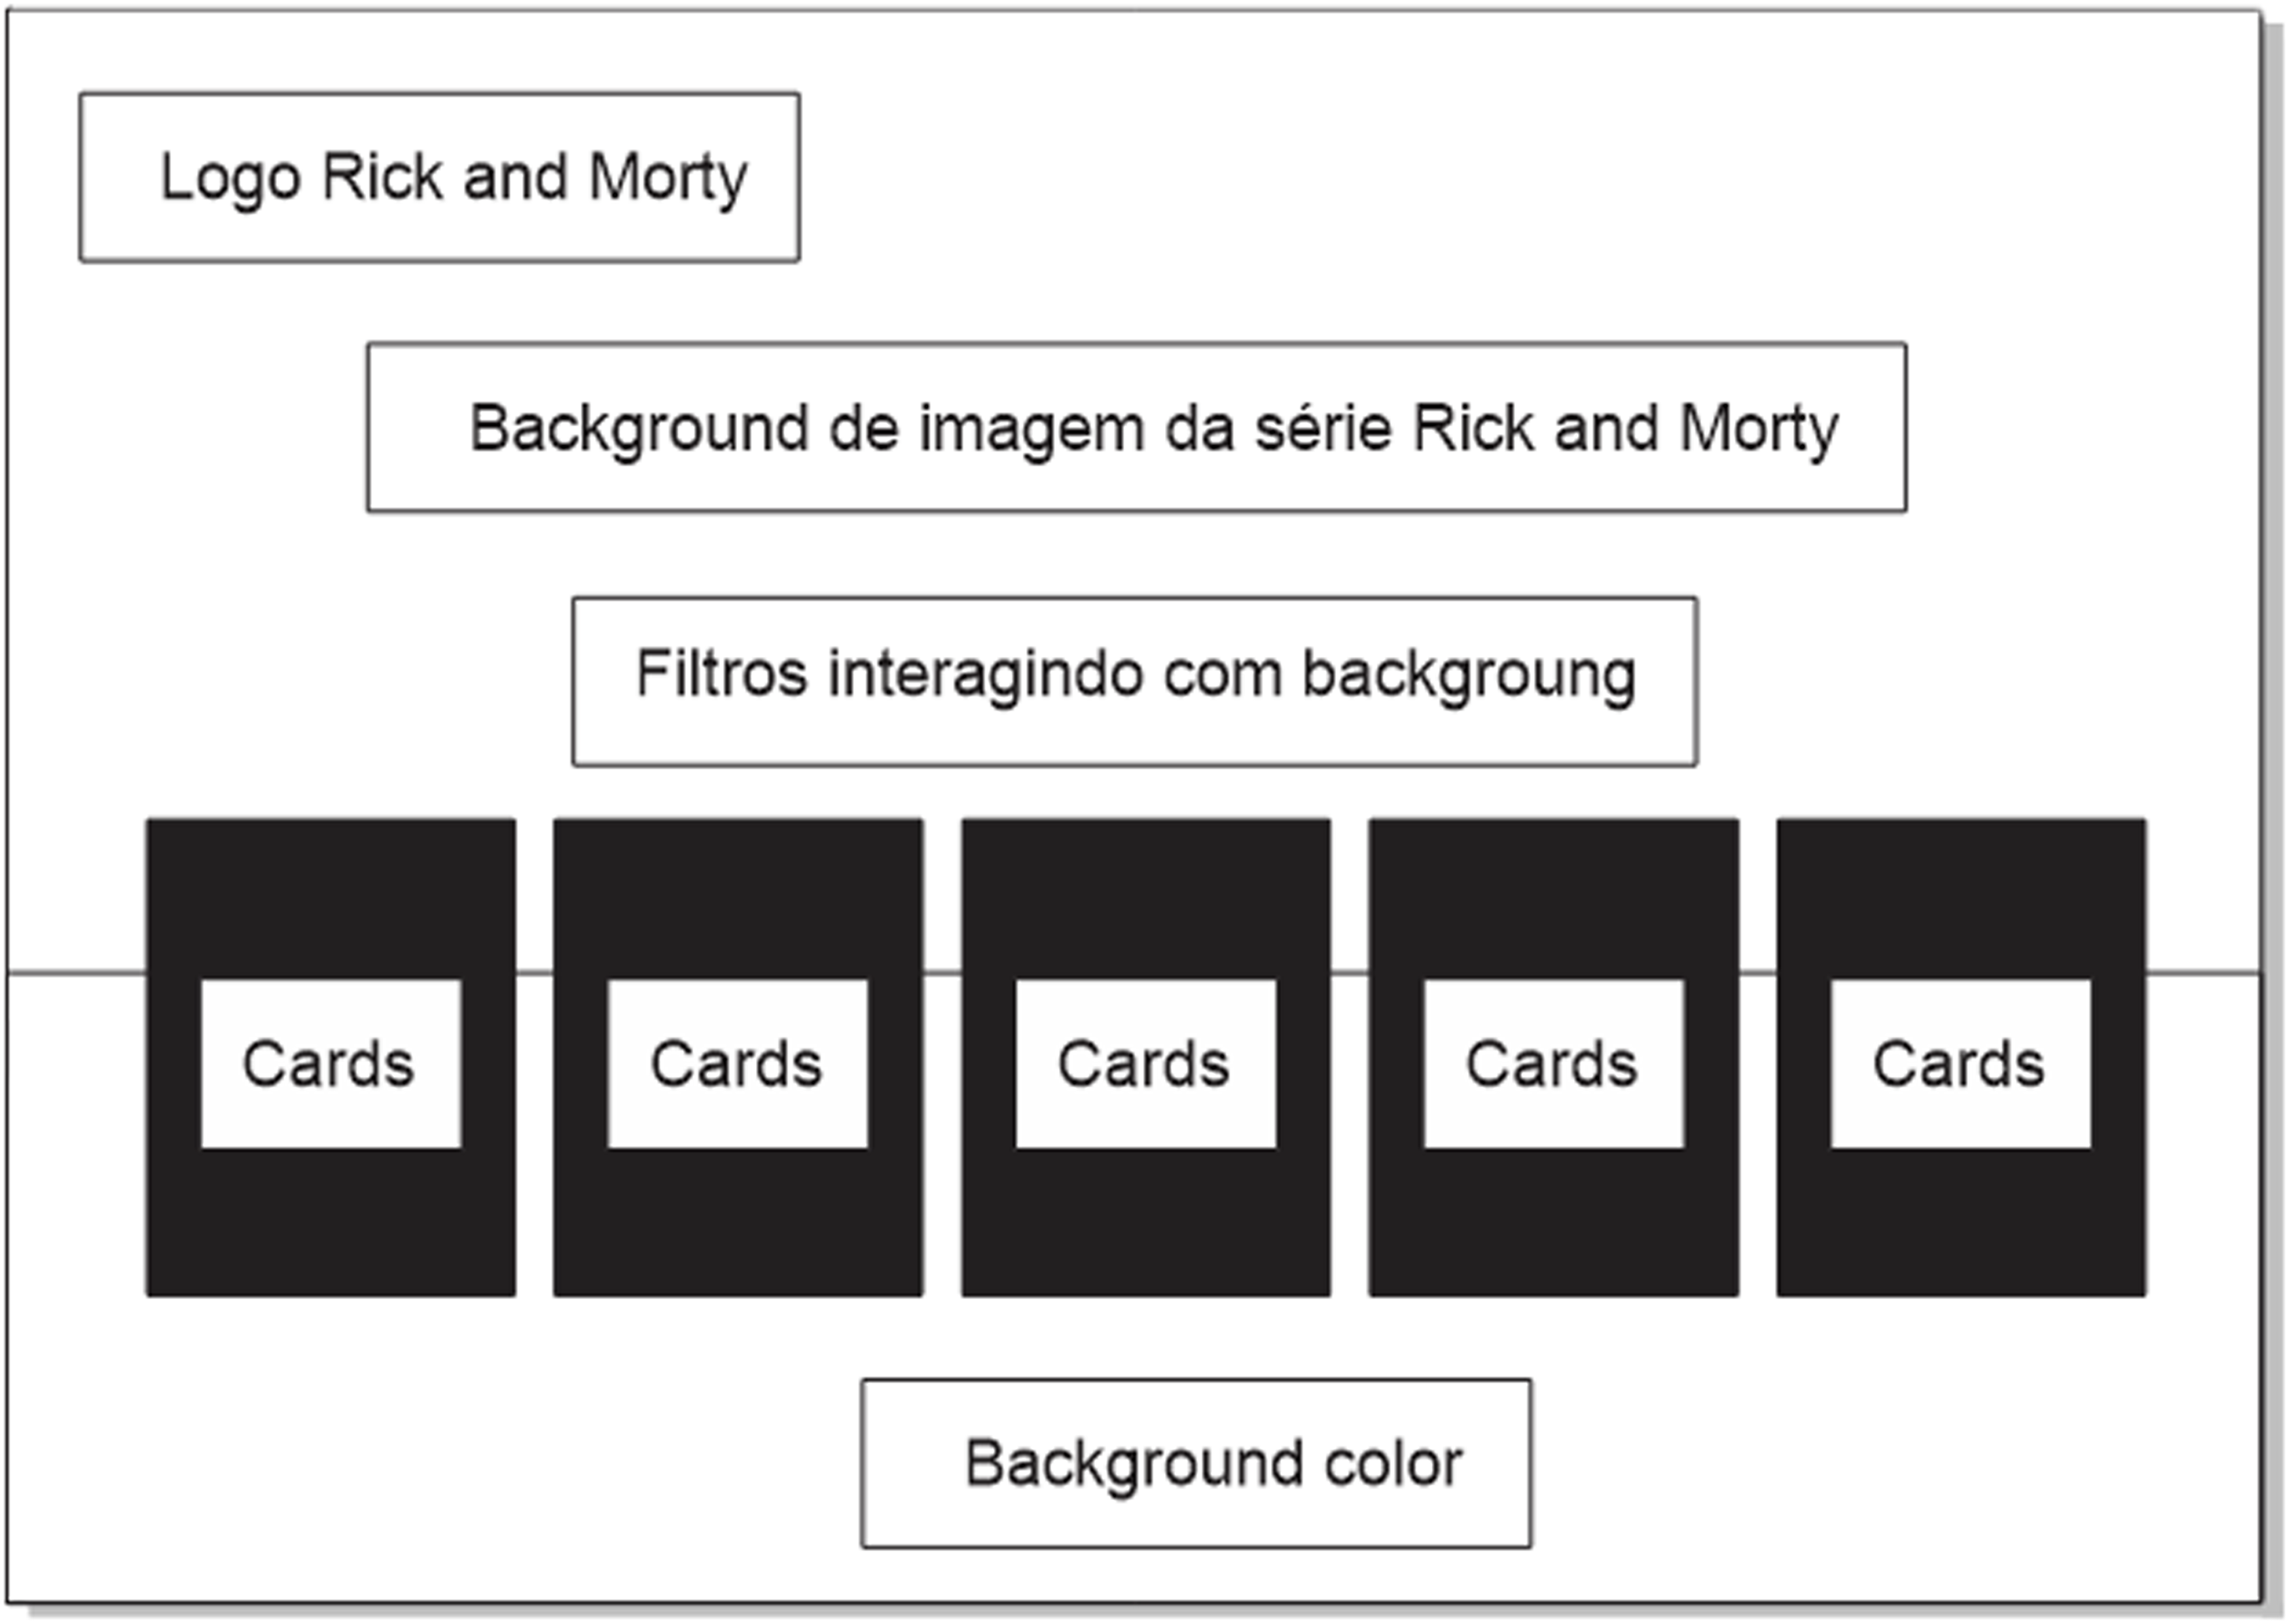 Logo Rick and Morty
Background de imagem da série Rick and Morty
Filtros interagindo com backgroung
Cards
Cards
Cards
Cards
Cards
Background color